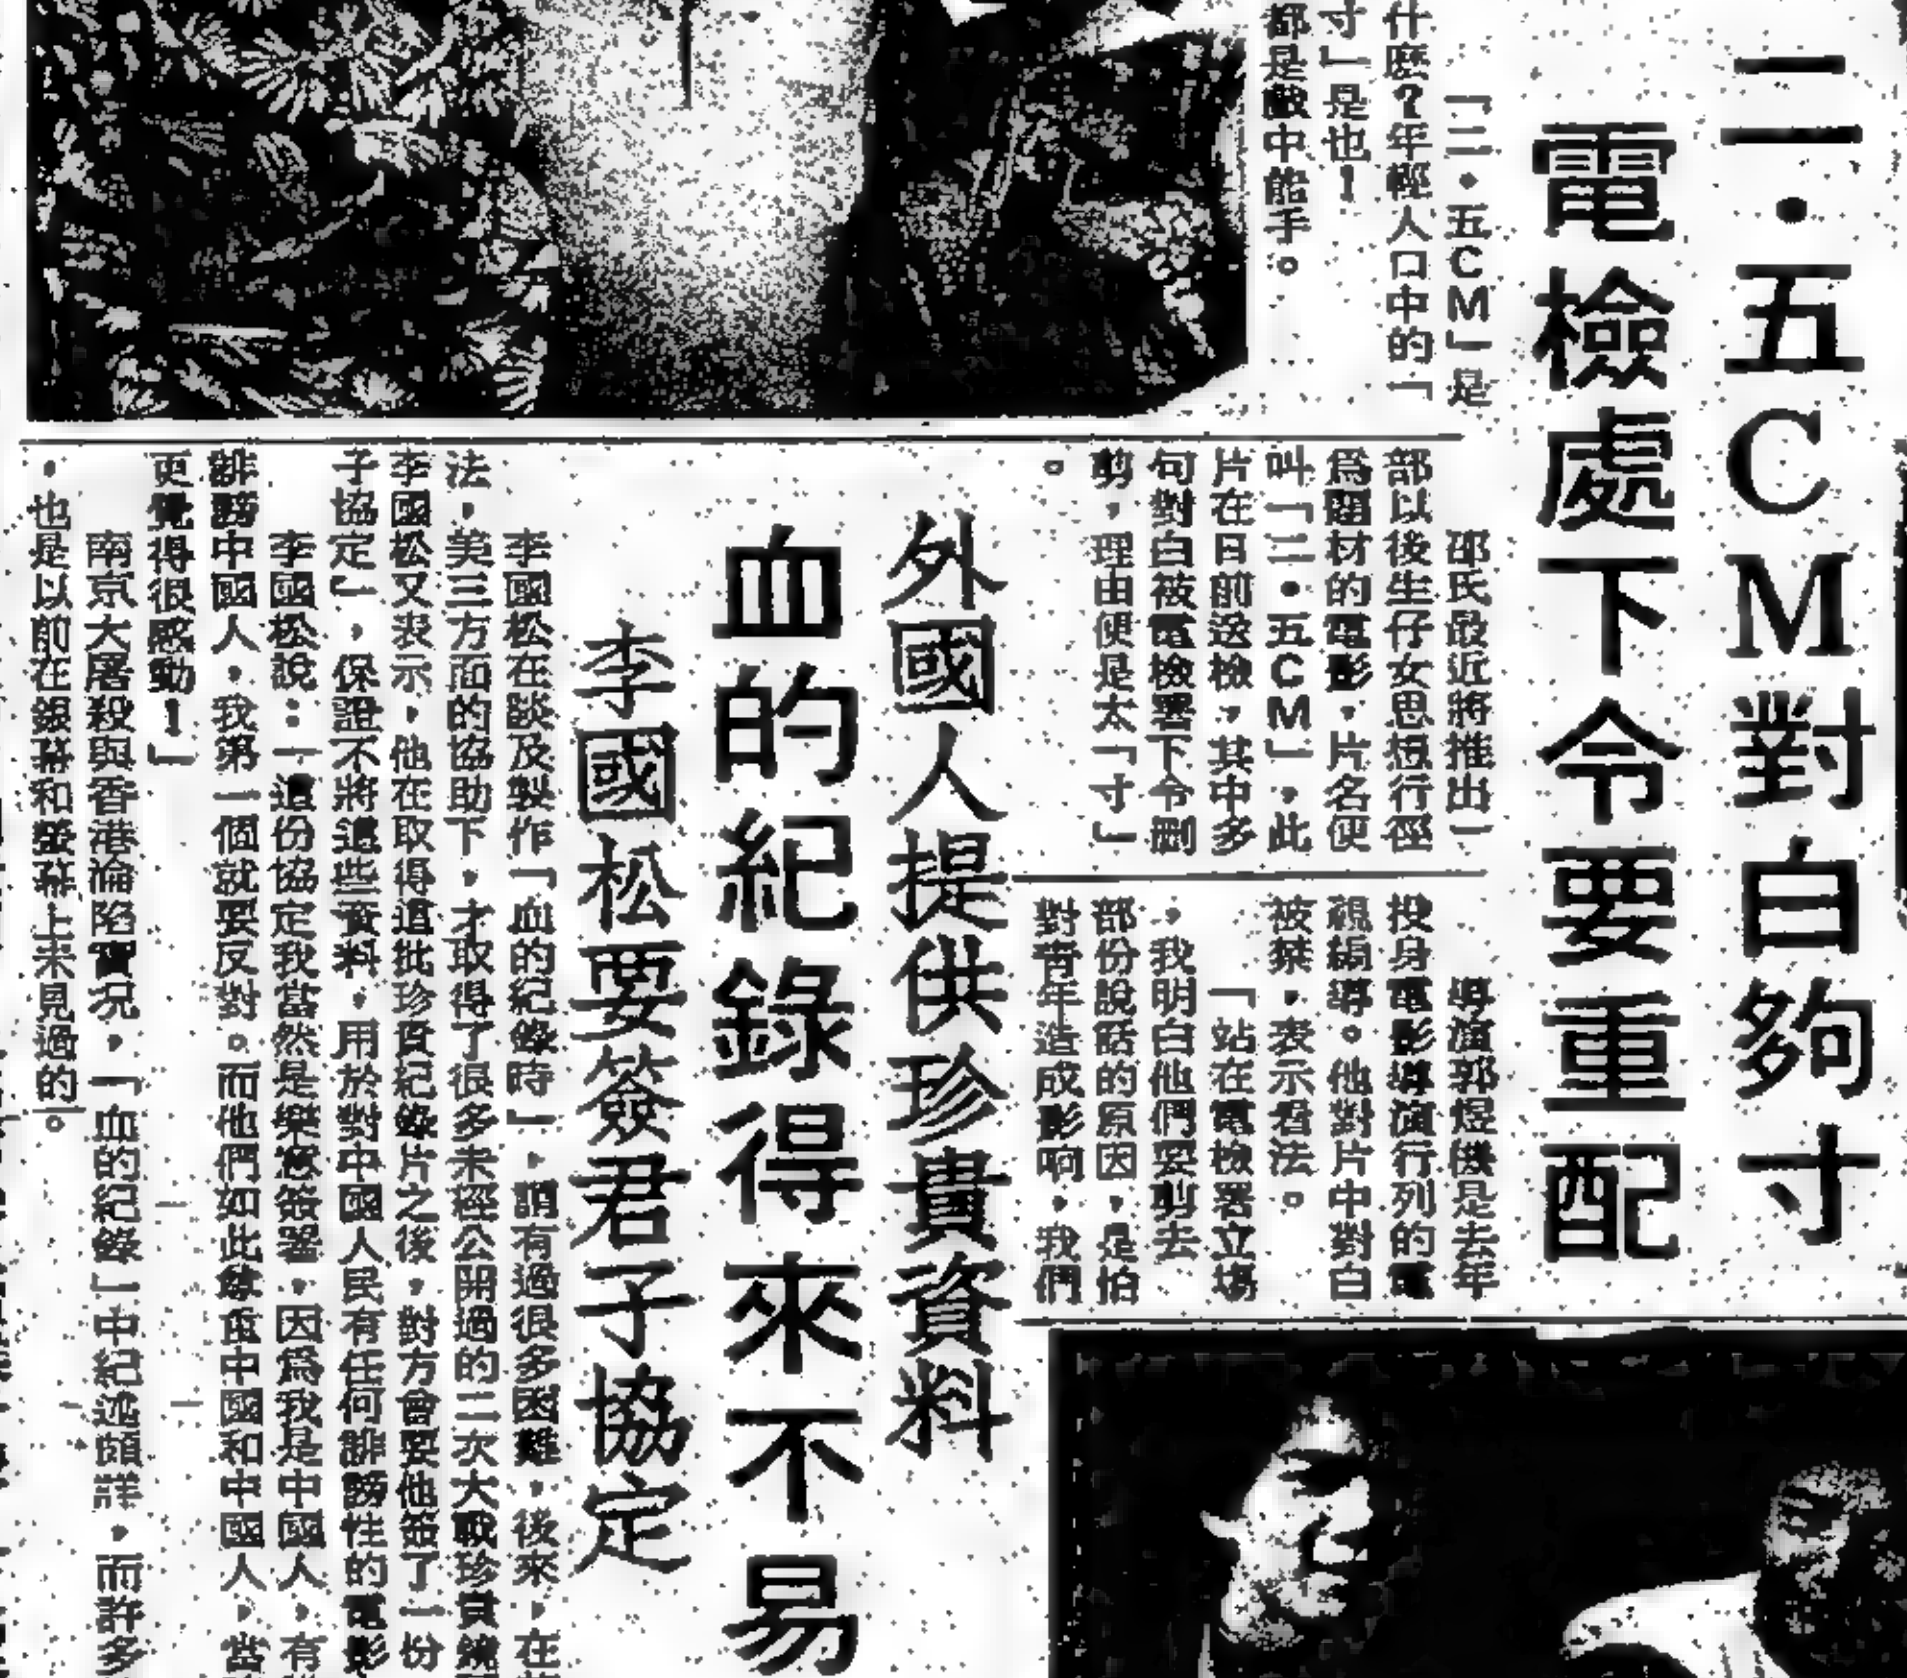 二・五CM對白夠寸
電檢處下令要重配
「二・五CM」是
什麽？年輕人口中的「
寸」是也！
都是戲中能手。
邵氏最近將推出一
部以後生仔女思想行徑
爲題材的電影，片名便
叫「二・五CM」，此
片在日前送檢，其中多
句對白被電檢署下令刪
剪，理由便是太「寸」
。
導演郭煜供是去年
投身電影導演行列的電
視編導。他對片中對白
被禁，表示看法。
「站在電檢署立場
，我明白他們要剪去
部份說話的原因，是怕
對青年造成影响，我們
外國人提供珍貴資料
血的紀錄得來不易
李國松要簽君子協定
李國松在談及製作「血的紀錄時」，謂有過很多困難，後來，在
法，美三方面的協助下，才取得了很多未經公開過的二次大戰珍貴
李國松又表示，他在取得這批珍貴紀錄片之後，對方會要他簽了一份
子協定」，保證不將這些資料，用於對中國人民有任何誹謗性的電影
李國松說：「這份協定我當然是樂意簽署，因爲我是中國人，有
誹謗中國人，我第一個就要反對。而他們如此尊重中國和中國人，當
更覺得很感動！」
南京大屠殺與香港淪陷實況，「血的紀錄」中紀述頗詳，而許多
，也是以前在銀幕和螢幕上未見過的。